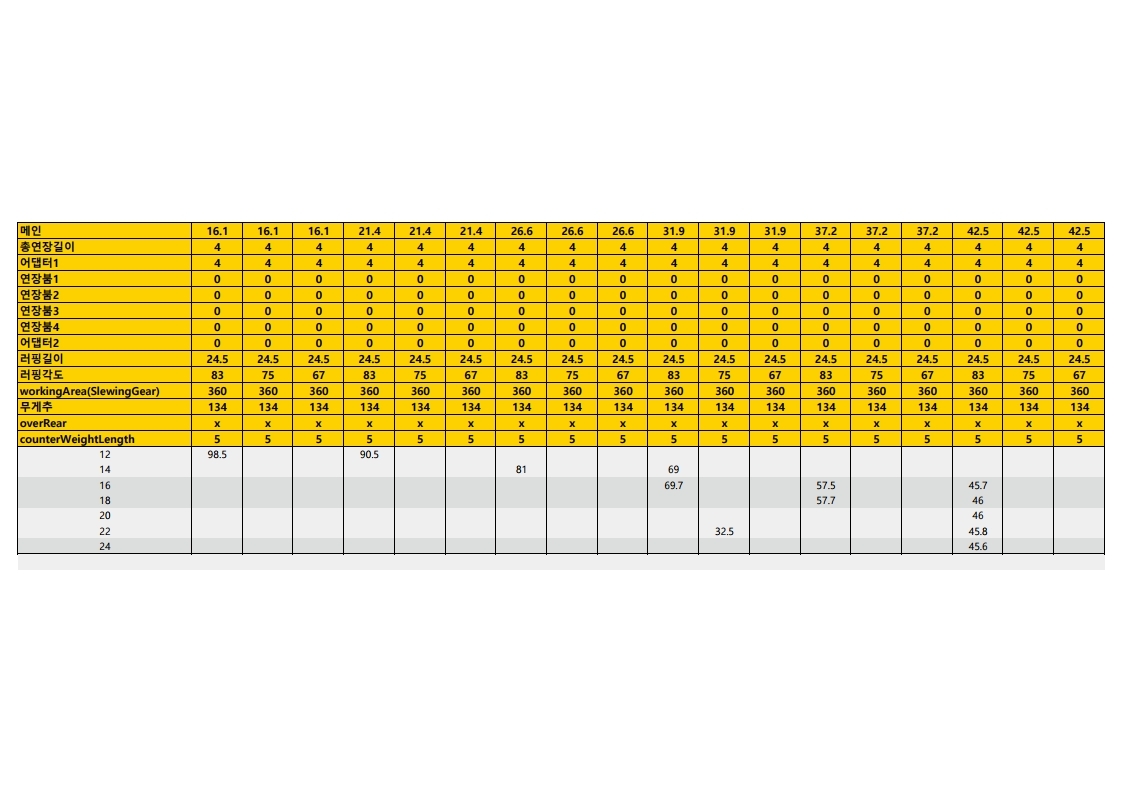 메인 16.1 16.1 16.1 21.4 21.4 21.4 26.6 26.6 26.6 31.9 31.9 31.9 37.2 37.2 37.2 42.5 42.5 42.5
총연장길이 4 4 4 4 4 4 4 4 4 4 4 4 4 4 4 4 4 4
어댑터1 4 4 4 4 4 4 4 4 4 4 4 4 4 4 4 4 4 4
연장붐1 0 0 0 0 0 0 0 0 0 0 0 0 0 0 0 0 0 0
연장붐2 0 0 0 0 0 0 0 0 0 0 0 0 0 0 0 0 0 0
연장붐3 0 0 0 0 0 0 0 0 0 0 0 0 0 0 0 0 0 0
연장붐4 0 0 0 0 0 0 0 0 0 0 0 0 0 0 0 0 0 0
어댑터2 0 0 0 0 0 0 0 0 0 0 0 0 0 0 0 0 0 0
러핑길이 24.5 24.5 24.5 24.5 24.5 24.5 24.5 24.5 24.5 24.5 24.5 24.5 24.5 24.5 24.5 24.5 24.5 24.5
러핑각도 83 75 67 83 75 67 83 75 67 83 75 67 83 75 67 83 75 67
workingArea(SlewingGear) 360 360 360 360 360 360 360 360 360 360 360 360 360 360 360 360 360 360
무게추 134 134 134 134 134 134 134 134 134 134 134 134 134 134 134 134 134 134
overRear x x x x x x x x x x x x x x x x x x
counterWeightLength 5 5 5 5 5 5 5 5 5 5 5 5 5 5 5 5 5 5
12 98.5 90.5
14 81 69
16 69.7 57.5 45.7
18 57.7 46
20 46
22 32.5 45.8
24 45.6